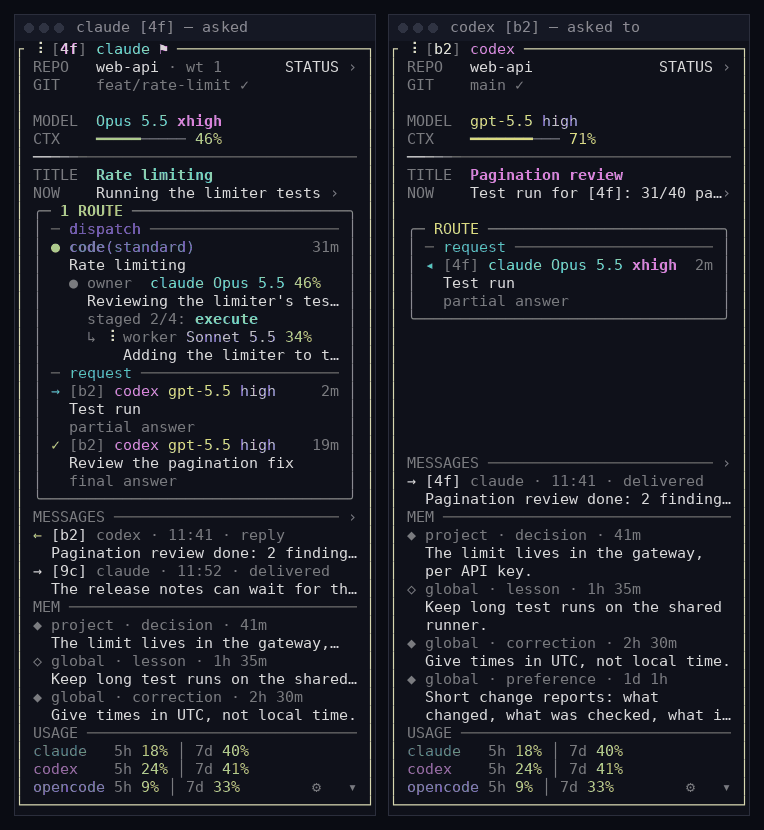 claude [4f] — asked
⠸ [4f] claude ⚑
REPO web-api · wt 1 STATUS ›
GIT feat/rate-limit ✓
MODEL Opus 5.5 xhigh
CTX 46%
TITLE Rate limiting
NOW Running the limiter tests ›
1 ROUTE
dispatch
● code(standard) 31m
Rate limiting
● owner claude Opus 5.5 46%
Reviewing the limiter's tes…
staged 2/4: execute
↳ ⠸ worker Sonnet 5.5 34%
Adding the limiter to t…
request
→ [b2] codex gpt-5.5 high 2m
Test run
partial answer
✓ [b2] codex gpt-5.5 high 19m
Review the pagination fix
final answer
MESSAGES ›
← [b2] codex · 11:41 · reply
Pagination review done: 2 finding…
→ [9c] claude · 11:52 · delivered
The release notes can wait for th…
MEM
◆ project · decision · 41m
The limit lives in the gateway,…
◇ global · lesson · 1h 35m
Keep long test runs on the shared…
◆ global · correction · 2h 30m
Give times in UTC, not local time.
USAGE
claude 5h 18% │ 7d 40%
codex 5h 24% │ 7d 41%
opencode 5h 9% │ 7d 33% ⚙ ▾
codex [b2] — asked to
⠸ [b2] codex
REPO web-api STATUS ›
GIT main ✓
MODEL gpt-5.5 high
CTX 71%
TITLE Pagination review
NOW Test run for [4f]: 31/40 pa…›
ROUTE
request
◂ [4f] claude Opus 5.5 xhigh 2m
Test run
partial answer
MESSAGES ›
→ [4f] claude · 11:41 · delivered
Pagination review done: 2 finding…
MEM
◆ project · decision · 41m
The limit lives in the gateway,
per API key.
◇ global · lesson · 1h 35m
Keep long test runs on the shared
runner.
◆ global · correction · 2h 30m
Give times in UTC, not local time.
◆ global · preference · 1d 1h
Short change reports: what
changed, what was checked, what i…
USAGE
claude 5h 18% │ 7d 40%
codex 5h 24% │ 7d 41%
opencode 5h 9% │ 7d 33% ⚙ ▾